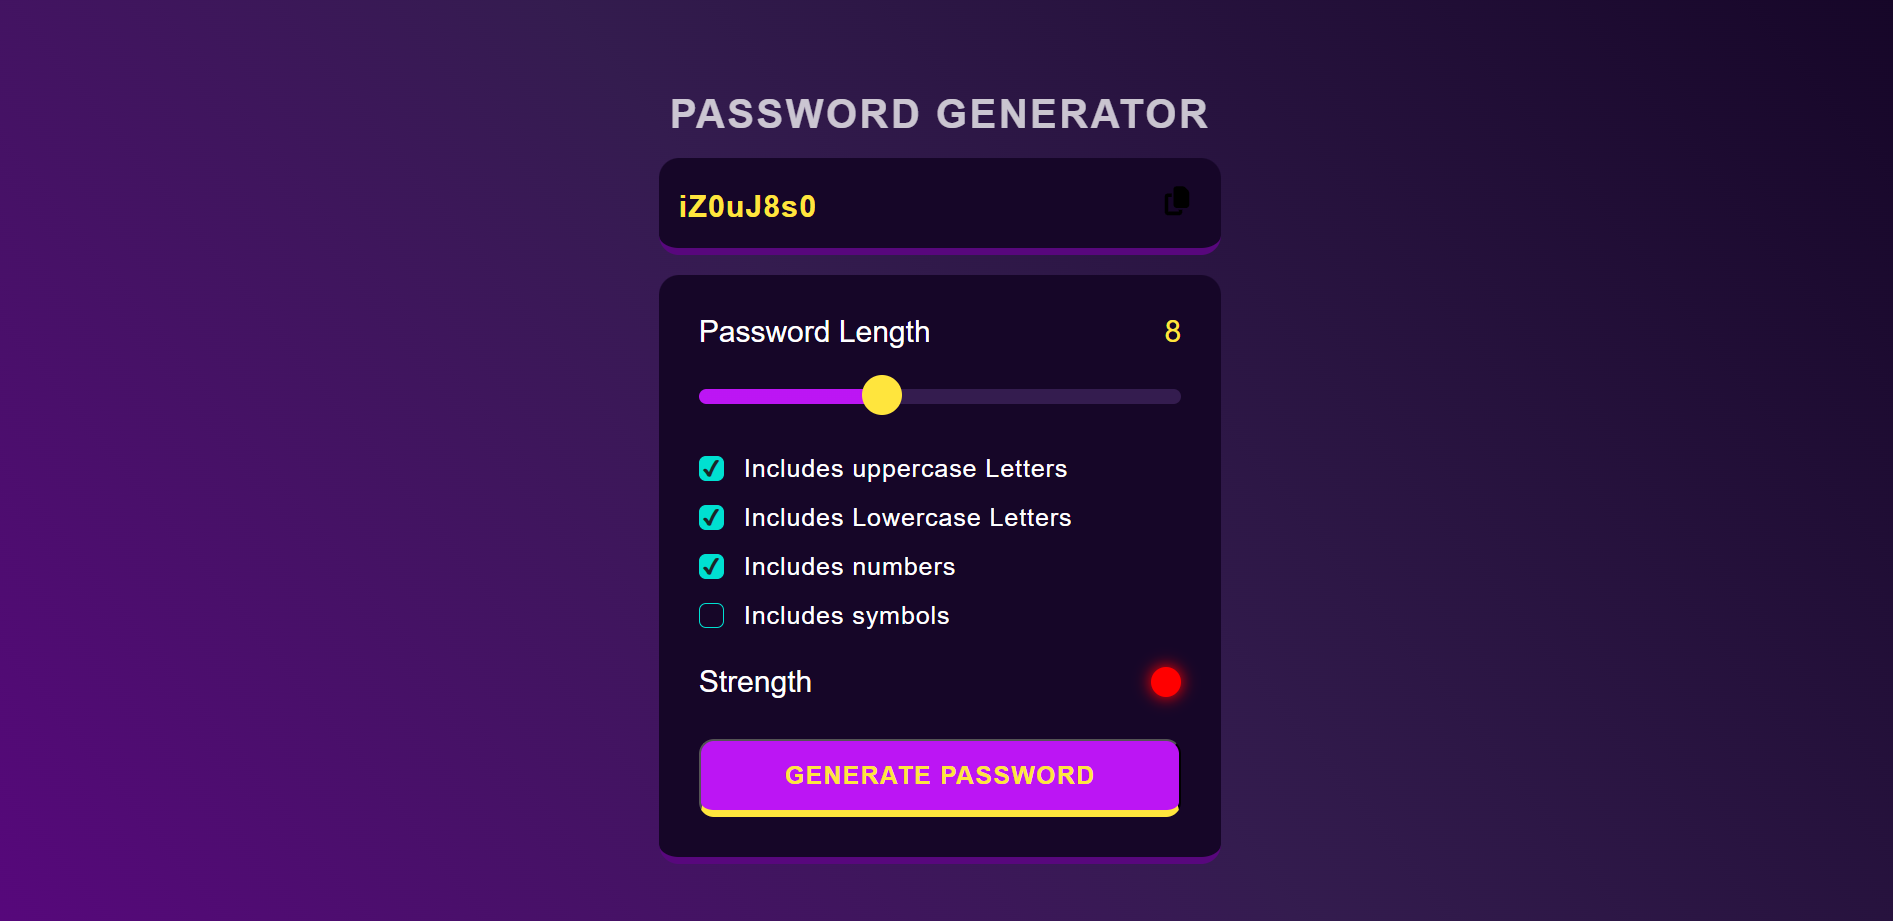 PASSWORD GENERATOR
iZ0uJ8s0
Password Length 8
Includes uppercase Letters
Includes Lowercase Letters
Includes numbers
Includes symbols
Strength
GENERATE PASSWORD